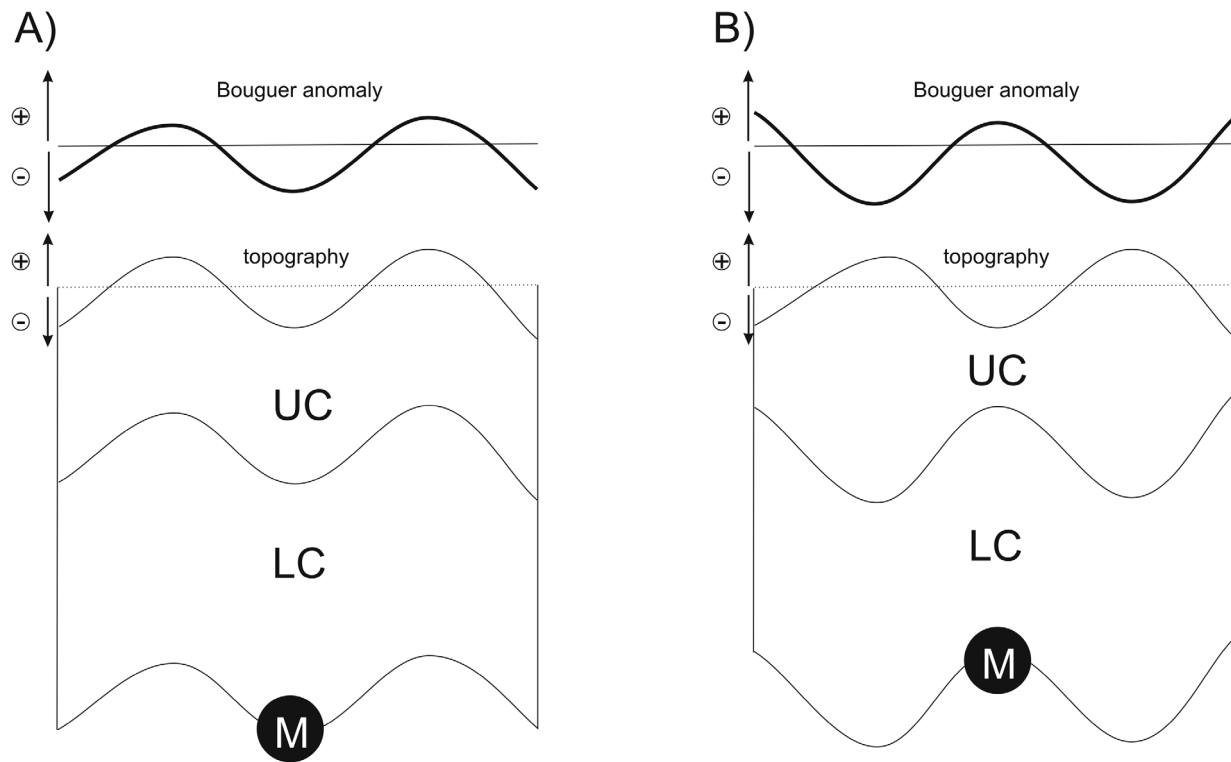 A)
Bouguer anomaly
+
-
topography
+
-
UC
LC
M
B)
Bouguer anomaly
+
-
topography
+
-
UC
LC
M